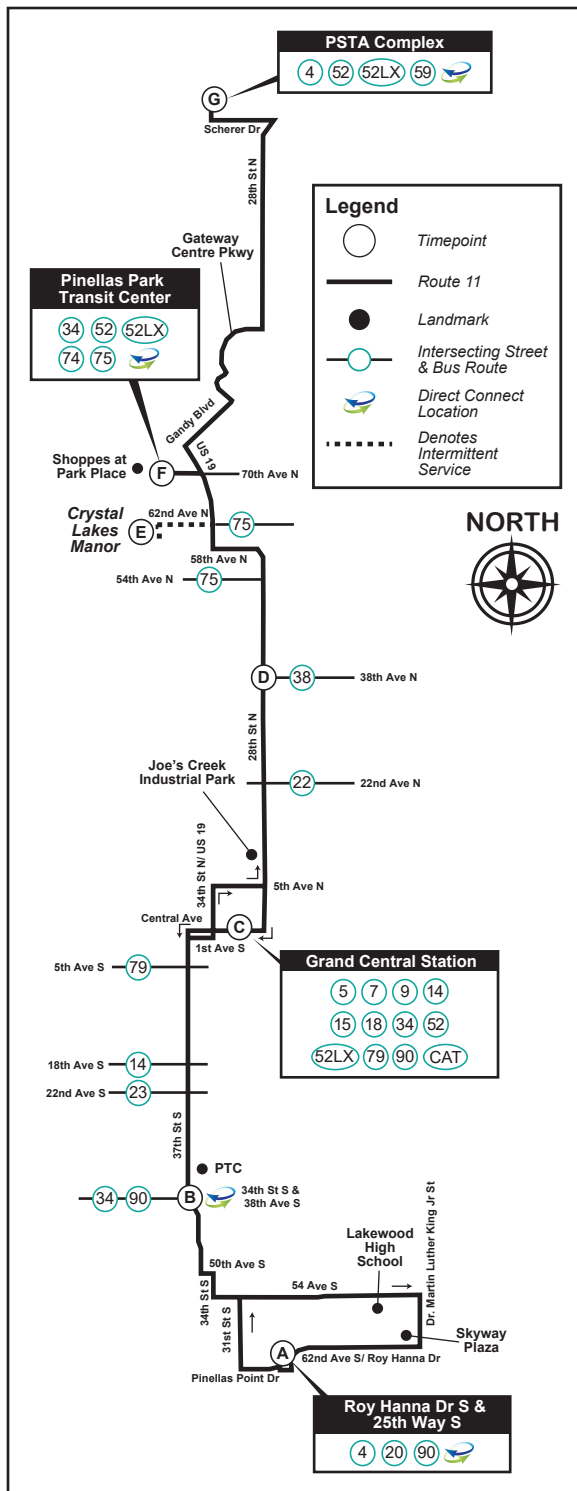 PSTA Complex
4 52 52LX 59
G
Scherer Dr
28th St N
Legend
Timepoint
Route 11
Landmark
Intersecting Street
& Bus Route
Direct Connect
Location
Denotes
Intermittent
Service
Gateway
Centre Pkwy
Pinellas Park
Transit Center
34 52 52LX
74 75
Gandy Blvd
US 19
Shoppes at
Park Place
F
70th Ave N
Crystal
Lakes
Manor
E
62nd Ave N
75
NORTH
58th Ave N
54th Ave N
75
D
38
38th Ave N
28th St N
Joe's Creek
Industrial Park
22
22nd Ave N
34th St N/ US 19
5th Ave N
Central Ave
C
1st Ave S
Grand Central Station
5 7 9 14
15 18 34 52
52LX 79 90 CAT
5th Ave S
79
18th Ave S
14
22nd Ave S
23
37th St S
PTC
34 90
B
34th St S &
38th Ave S
50th Ave S
34th St S
54 Ave S
Lakewood
High
School
Dr. Martin Luther King Jr St
31st St S
Skyway
Plaza
A
62nd Ave S/ Roy Hanna Dr
Pinellas Point Dr
Roy Hanna Dr S &
25th Way S
4 20 90